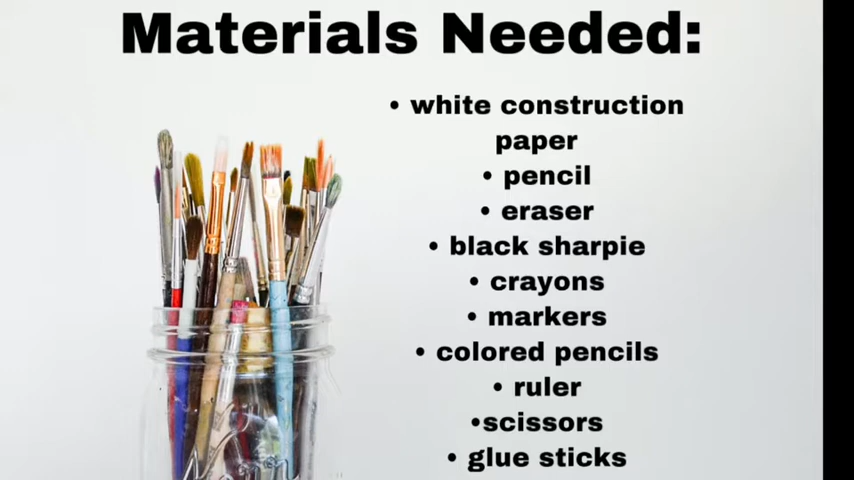 Materials Needed:
• white construction
paper
• pencil
• eraser
• black sharpie
• crayons
• markers
• colored pencils
• ruler
•scissors
• glue sticks